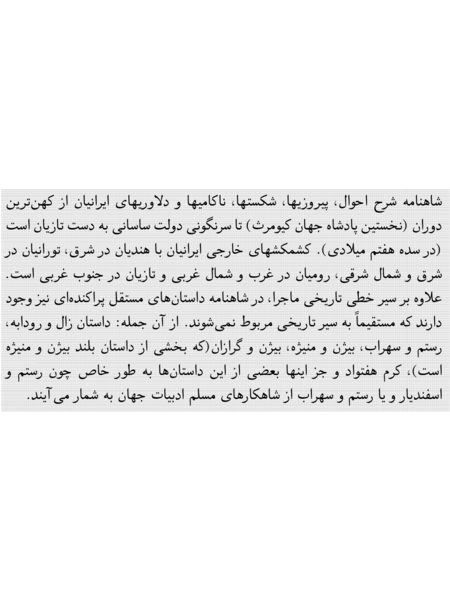 شاهنامه شرح احوال، پیروزیها، شکستها، ناکامیها و دلاوریهای ایرانیان از کهن‌ترین
دوران (نخستین پادشاه جهان کیومرث) تا سرنگونی دولت ساسانی به دست تازیان است
(در سده هفتم میلادی). کشمکشهای خارجی ایرانیان با هندیان در شرق، تورانیان در
شرق و شمال شرقی، رومیان در غرب و شمال غربی و تازیان در جنوب غربی است.
علاوه بر سیر خطی تاریخی ماجرا، در شاهنامه داستان‌های مستقل پراکنده‌ای نیز وجود
دارند که مستقیماً به سیر تاریخی مربوط نمی‌شوند. از آن جمله: داستان زال و رودابه،
رستم و سهراب، بیژن و منیژه، بیژن و گرازان(که بخشی از داستان بلند بیژن و منیژه
است)، کرم هفتواد و جز اینها بعضی از این داستان‌ها به طور خاص چون رستم و
اسفندیار و یا رستم و سهراب از شاهکارهای مسلم ادبیات جهان به شمار می‌آیند.